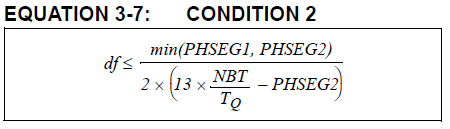 EQUATION 3-7: CONDITION 2
df ≤ min(PHSEG1, PHSEG2) / 2 × (13 × NBT / TQ – PHSEG2)